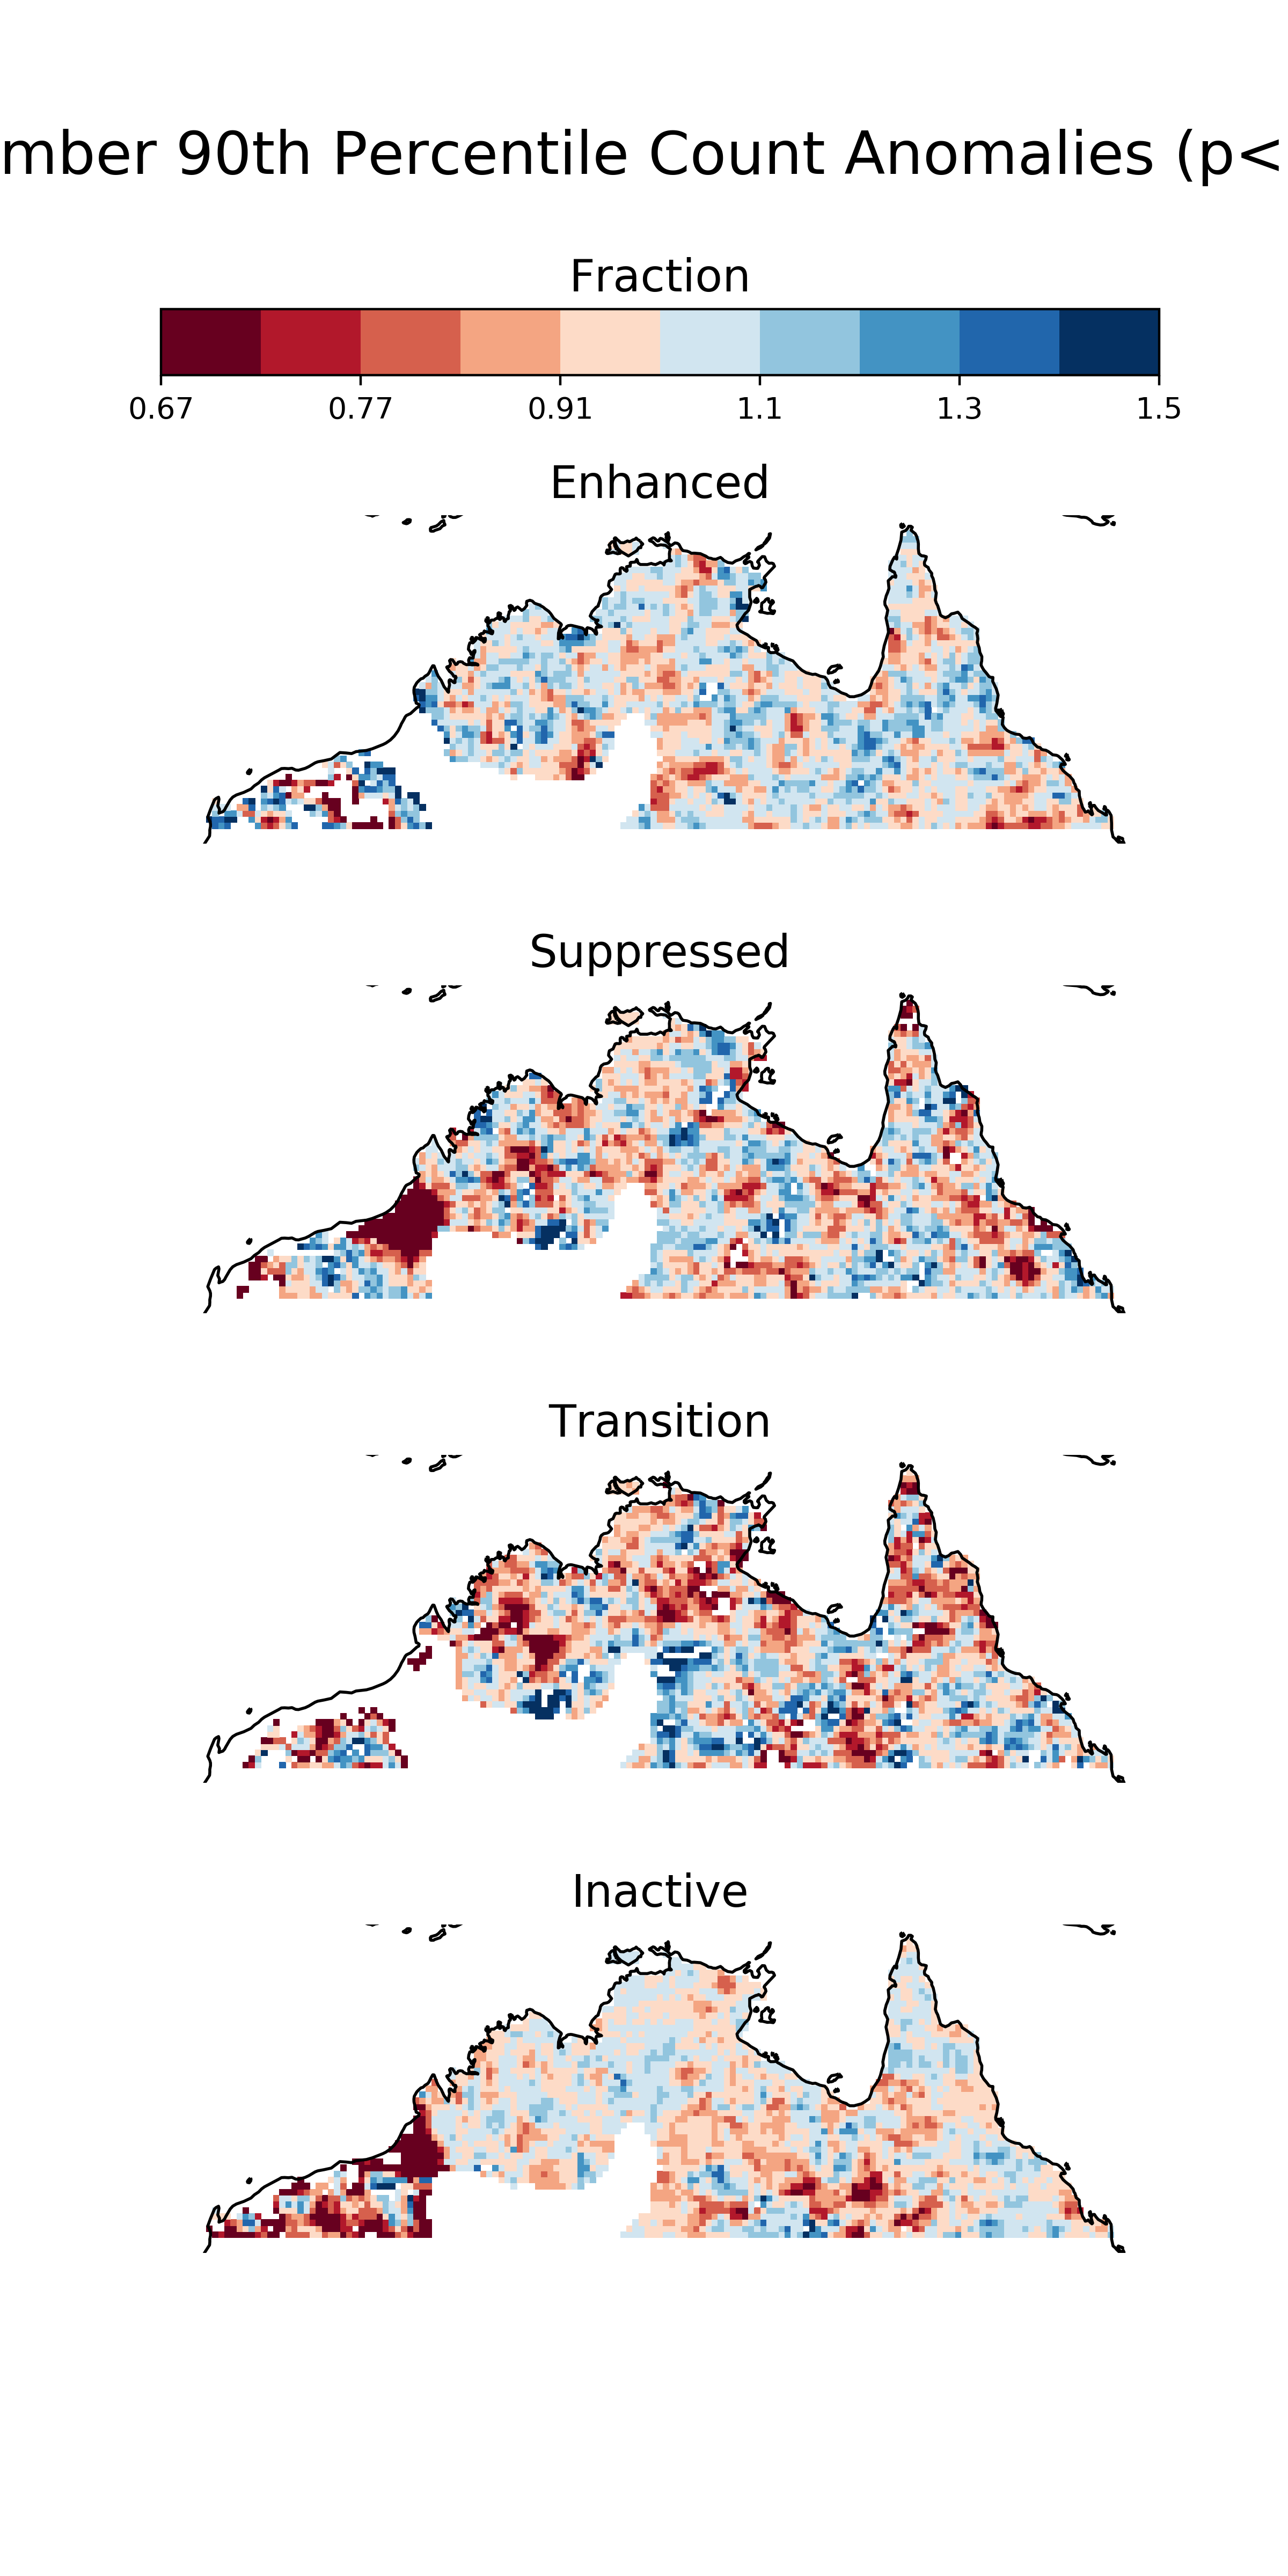 mber 90th Percentile Count Anomalies (p<
Fraction
0.67 0.77 0.91 1.1 1.3 1.5
Enhanced
Suppressed
Transition
Inactive